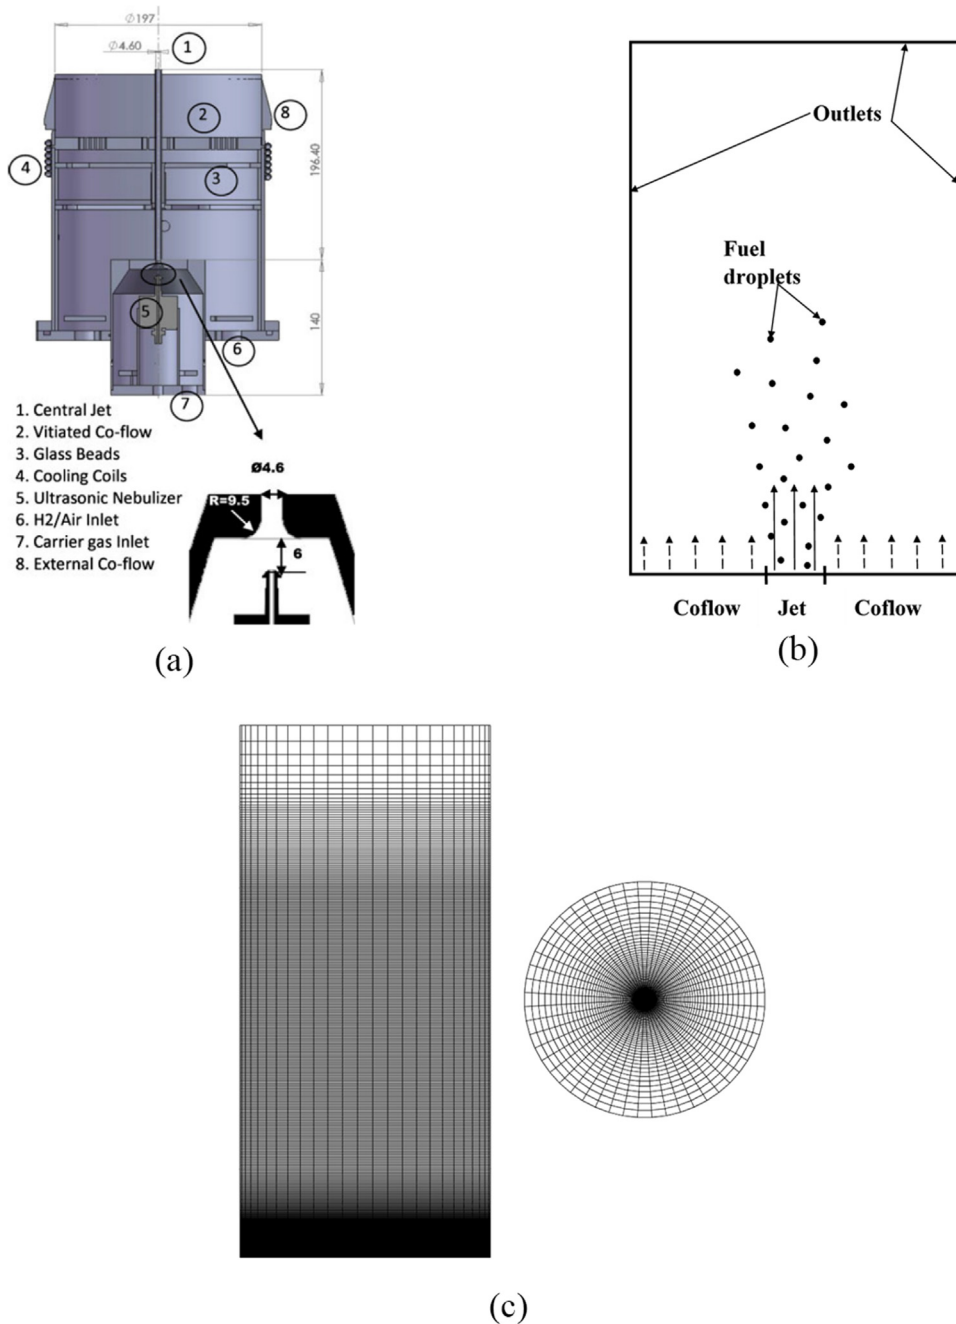 Ø197
Ø4.60
1
2
8
4
3
196.40
5
6
140
7
1. Central Jet
2. Vitiated Co-flow
3. Glass Beads
4. Cooling Coils
5. Ultrasonic Nebulizer
6. H2/Air Inlet
7. Carrier gas Inlet
8. External Co-flow
Ø4.6
R=9.5
6
(a)
Outlets
Fuel
droplets
Coflow Jet Coflow
(b)
(c)